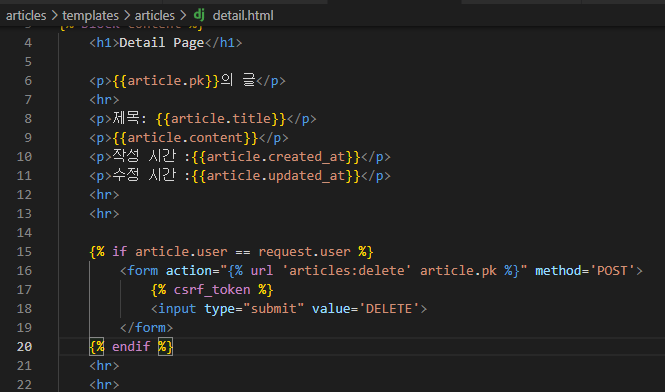 articles > templates > articles > dj detail.html
3 {% block content %}
4 <h1>Detail Page</h1>
5
6 <p>{{article.pk}}의 글</p>
7 <hr>
8 <p>제목: {{article.title}}</p>
9 <p>{{article.content}}</p>
10 <p>작성 시간 :{{article.created_at}}</p>
11 <p>수정 시간 :{{article.updated_at}}</p>
12 <hr>
13 <hr>
14
15 {% if article.user == request.user %}
16 <form action="{% url 'articles:delete' article.pk %}" method='POST'>
17 {% csrf_token %}
18 <input type="submit" value='DELETE'>
19 </form>
20 {% endif %}
21 <hr>
22 <hr>